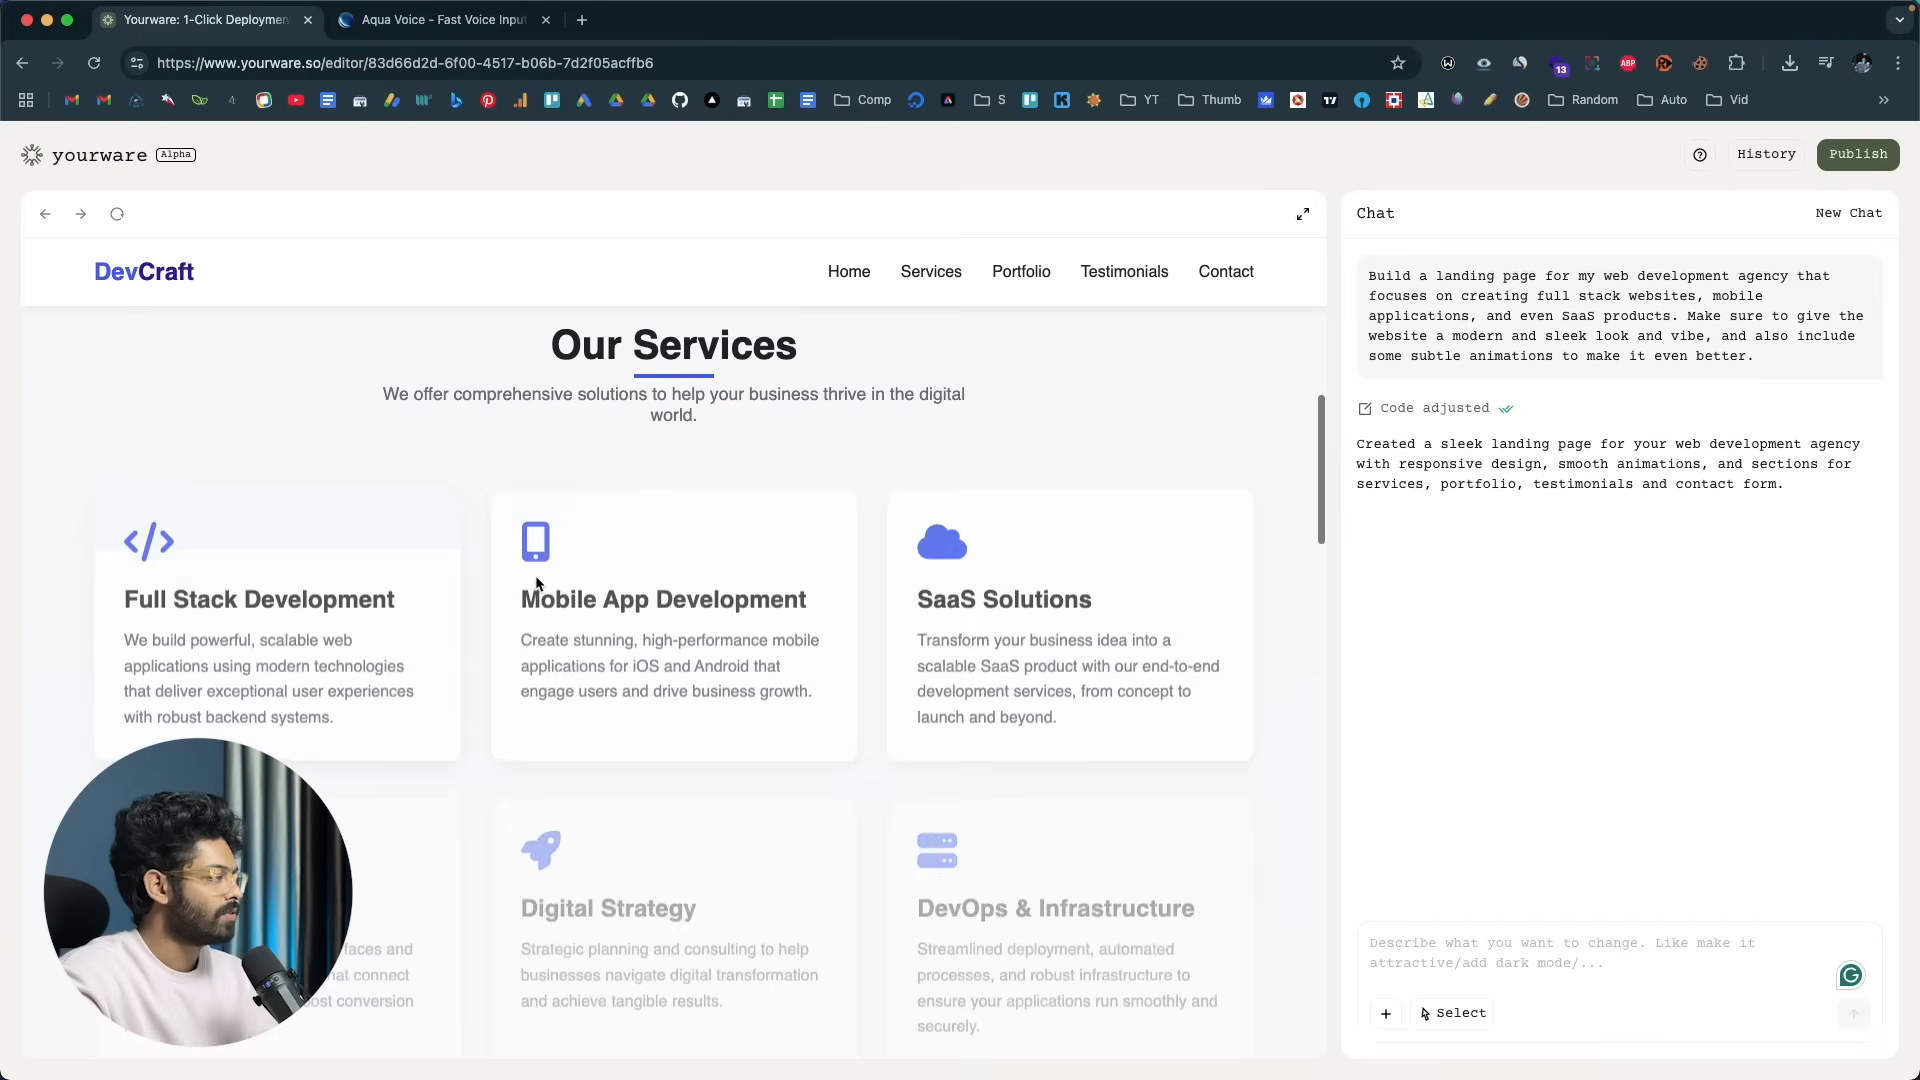 Yourware: 1-Click Deploymen
Aqua Voice - Fast Voice Input
https://www.yourware.so/editor/83d66d2d-6f00-4517-b06b-7d2f05acffb6
13
ABP
Comp
S
YT
Thumb
Random
Auto
Vid
yourware Alpha
History
Publish
DevCraft
Home
Services
Portfolio
Testimonials
Contact
Our Services
We offer comprehensive solutions to help your business thrive in the digital
world.
Full Stack Development
We build powerful, scalable web
applications using modern technologies
that deliver exceptional user experiences
with robust backend systems.
Mobile App Development
Create stunning, high-performance mobile
applications for iOS and Android that
engage users and drive business growth.
SaaS Solutions
Transform your business idea into a
scalable SaaS product with our end-to-end
development services, from concept to
launch and beyond.
faces and
hat connect
ost conversion
Digital Strategy
Strategic planning and consulting to help
businesses navigate digital transformation
and achieve tangible results.
DevOps & Infrastructure
Streamlined deployment, automated
processes, and robust infrastructure to
ensure your applications run smoothly and
securely.
Chat
New Chat
Build a landing page for my web development agency that
focuses on creating full stack websites, mobile
applications, and even SaaS products. Make sure to give the
website a modern and sleek look and vibe, and also include
some subtle animations to make it even better.
Code adjusted
Created a sleek landing page for your web development agency
with responsive design, smooth animations, and sections for
services, portfolio, testimonials and contact form.
Describe what you want to change. Like make it
attractive/add dark mode/...
Select